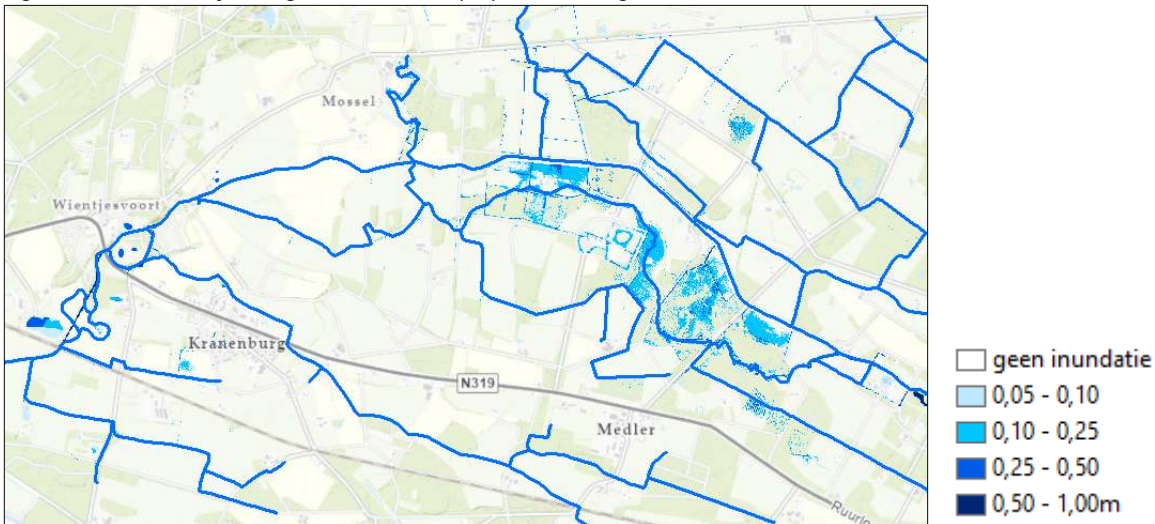 Mossel
Wientjesvoort
Kranenburg
N319
Medler
Ruurlo
geen inundatie
0,05 - 0,10
0,10 - 0,25
0,25 - 0,50
0,50 - 1,00m